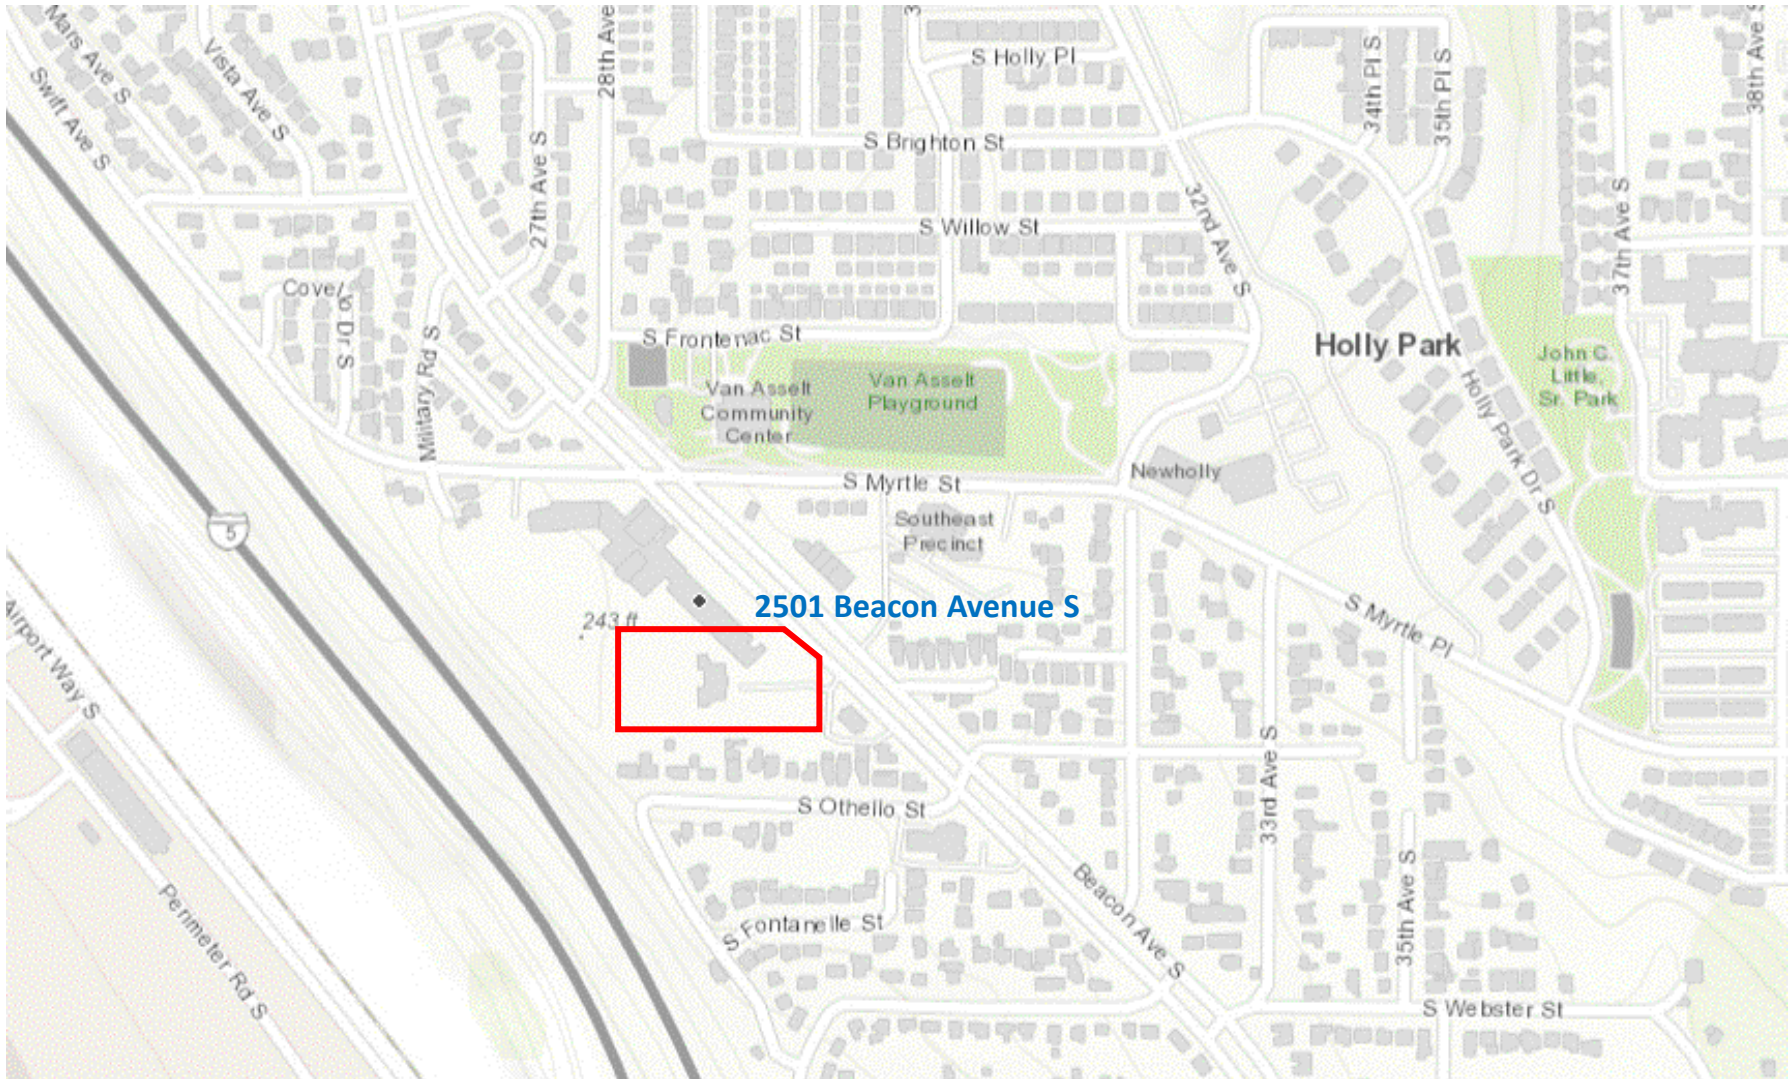 Mars Ave S
Vista Ave S
Swift Ave S
28th Ave
27th Ave S
3
S Holly Pl
34th Pl S
35th Pl S
38th Ave S
S Brighton St
32nd Ave S
37th Ave S
S Willow St
Covello Dr S
Military Rd S
S Frontenac St
Holly Park
John C.
Little,
Sr. Park
Van Asselt
Community
Center
Van Asselt
Playground
Holly Park Dr S
S Myrtle St
Newholly
5
Southeast
Precinct
2501 Beacon Avenue S
243 ft
S Myrtle Pl
Airport Way S
S Othello St
33rd Ave S
Beacon Ave S
35th Ave S
Perimeter Rd S
S Fontanelle St
S Webster St